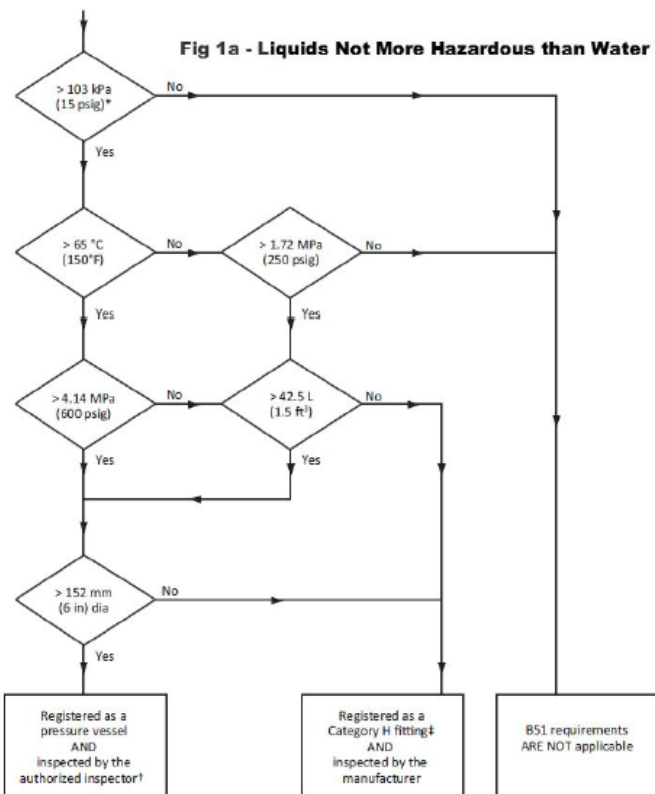 Fig 1a - Liquids Not More Hazardous than Water
> 103 kPa
(15 psig)*
No
Yes
> 65 °C
(150°F)
No
> 1.72 MPa
(250 psig)
No
Yes
Yes
> 4.14 MPa
(600 psig)
No
> 42.5 L
(1.5 ft³)
No
Yes
Yes
> 152 mm
(6 in) dia
No
Yes
Registered as a
pressure vessel
AND
inspected by the
authorized inspector†
Registered as a
Category H fitting‡
AND
inspected by the
manufacturer
B51 requirements
ARE NOT applicable